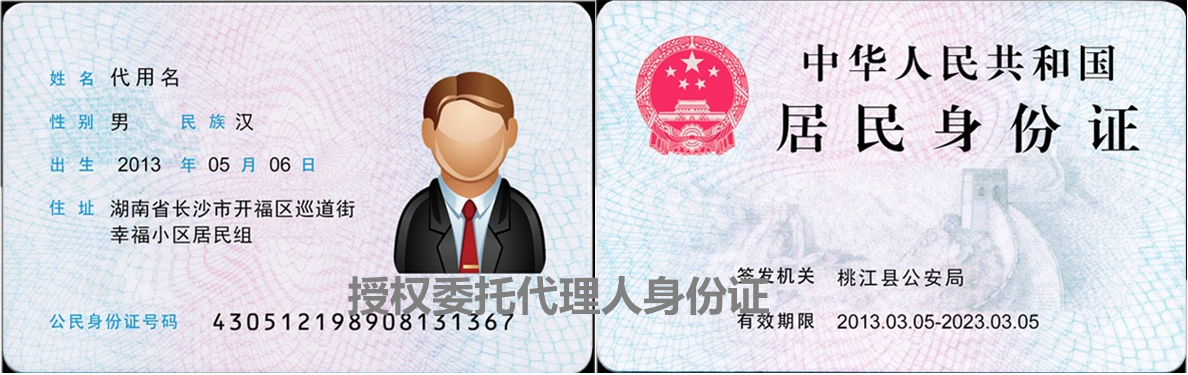 姓名 代用名
性别 男 民族 汉
出生 2013 年 05 月 06 日
住址 湖南省长沙市开福区巡道街
幸福小区居民组
公民身份证号码 430512198908131367
中华人民共和国
居民身份证
签发机关 桃江县公安局
有效期限 2013.03.05-2023.03.05
授权委托代理人身份证